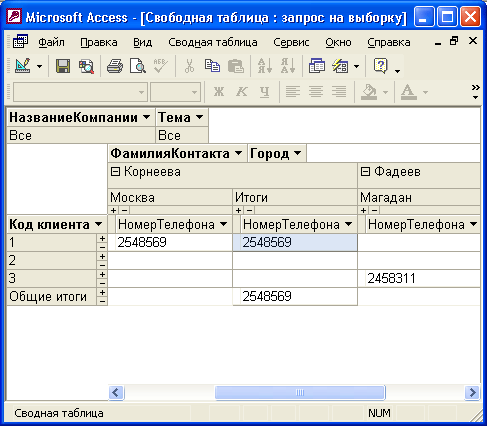 Microsoft Access - [Свободная таблица : запрос на выборку]
Файл Правка Вид Сводная таблица Сервис Окно Справка
Ж К Ч
НазваниеКомпании Тема
Все Все
ФамилияКонтакта Город
Корнеева Фадеев
Москва Итоги Магадан
Код клиента НомерТелефона НомерТелефона НомерТелефона
1 2548569 2548569
2
3 2458311
Общие итоги 2548569
Сводная таблица NUM